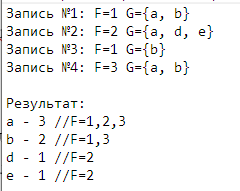 Запись №1: F=1 G={a, b}
Запись №2: F=2 G={a, d, e}
Запись №3: F=1 G={b}
Запись №4: F=3 G={a, b}
Результат:
a - 3 //F=1,2,3
b - 2 //F=1,3
d - 1 //F=2
e - 1 //F=2